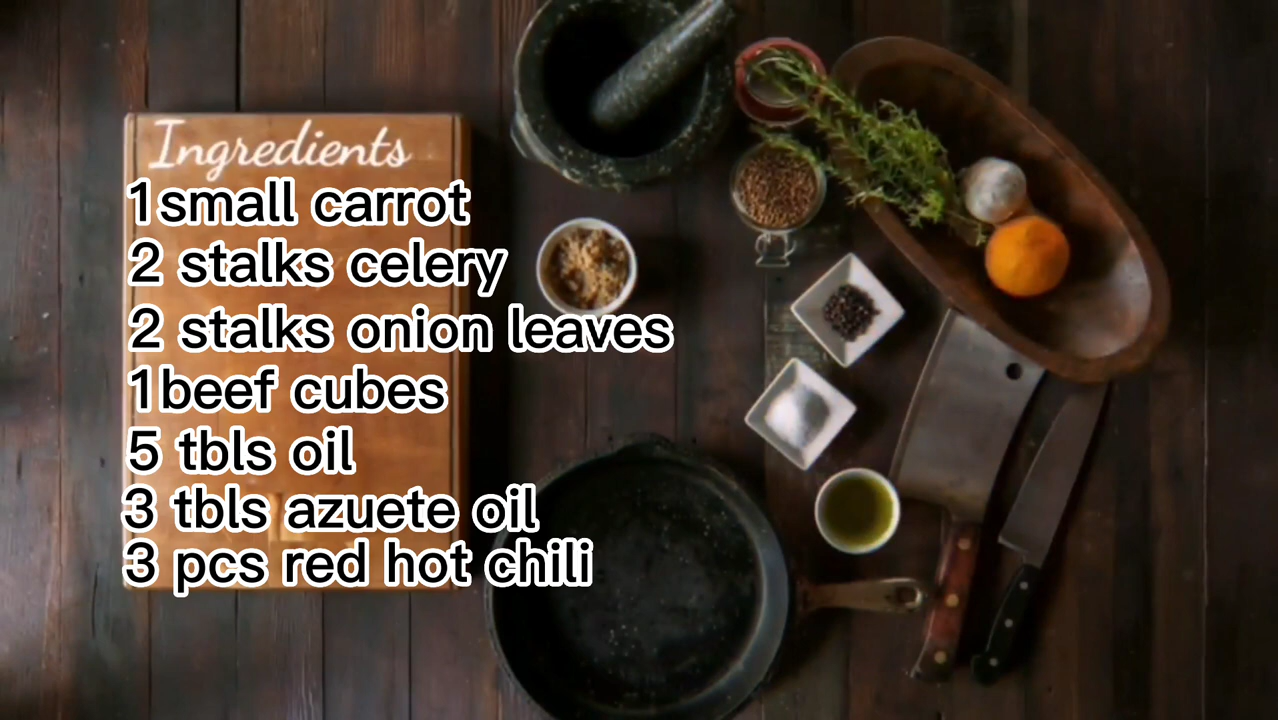 Ingredients
1small carrot
2 stalks celery
2 stalks onion leaves
1beef cubes
5 tbls oil
3 tbls azuete oil
3 pcs red hot chili